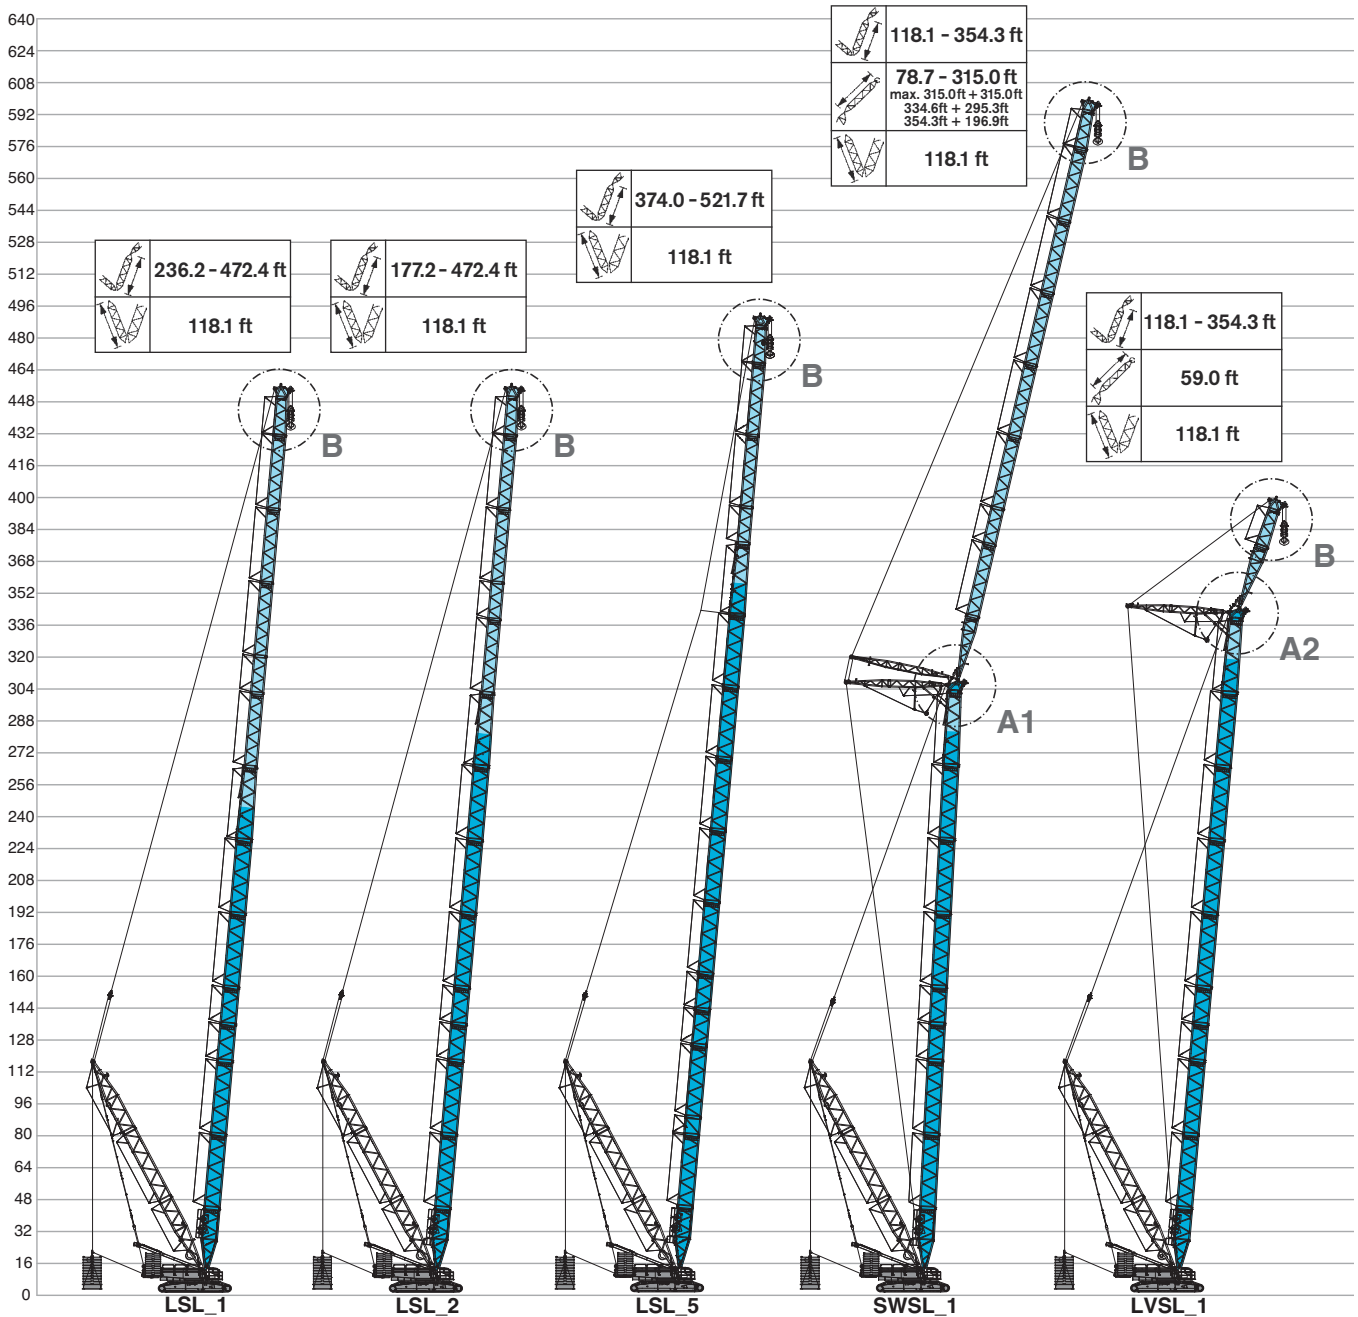 640
624
608
592
576
560
544
528
512
496
480
464
448
432
416
400
384
368
352
336
320
304
288
272
256
240
224
208
192
176
160
144
128
112
96
80
64
48
32
16
0
236.2 - 472.4 ft
118.1 ft
B
LSL_1
177.2 - 472.4 ft
118.1 ft
B
LSL_2
374.0 - 521.7 ft
118.1 ft
B
LSL_5
118.1 - 354.3 ft
78.7 - 315.0 ft
max. 315.0ft + 315.0ft
334.6ft + 295.3ft
354.3ft + 196.9ft
118.1 ft
B
A1
SWSL_1
118.1 - 354.3 ft
59.0 ft
118.1 ft
B
A2
LVSL_1